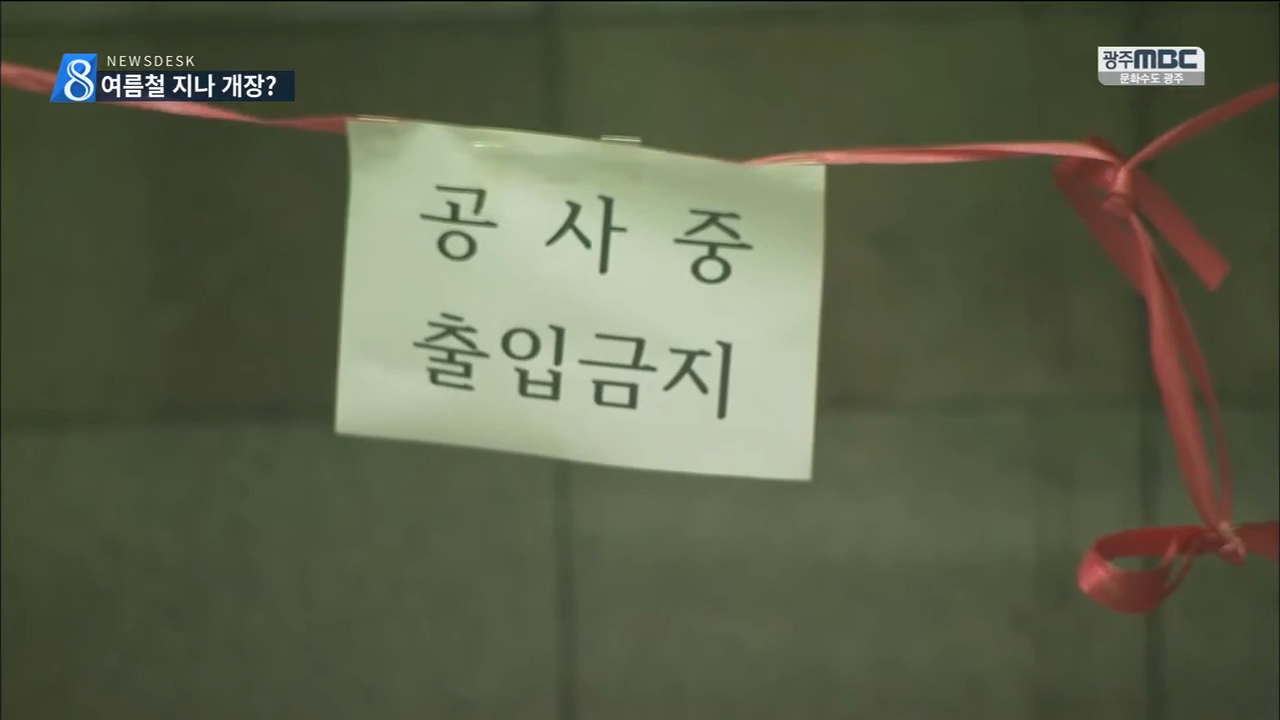 NEWSDESK
8 여름철 지나 개장?
광주MBC
문화수도 광주
공 사 중
출입금지